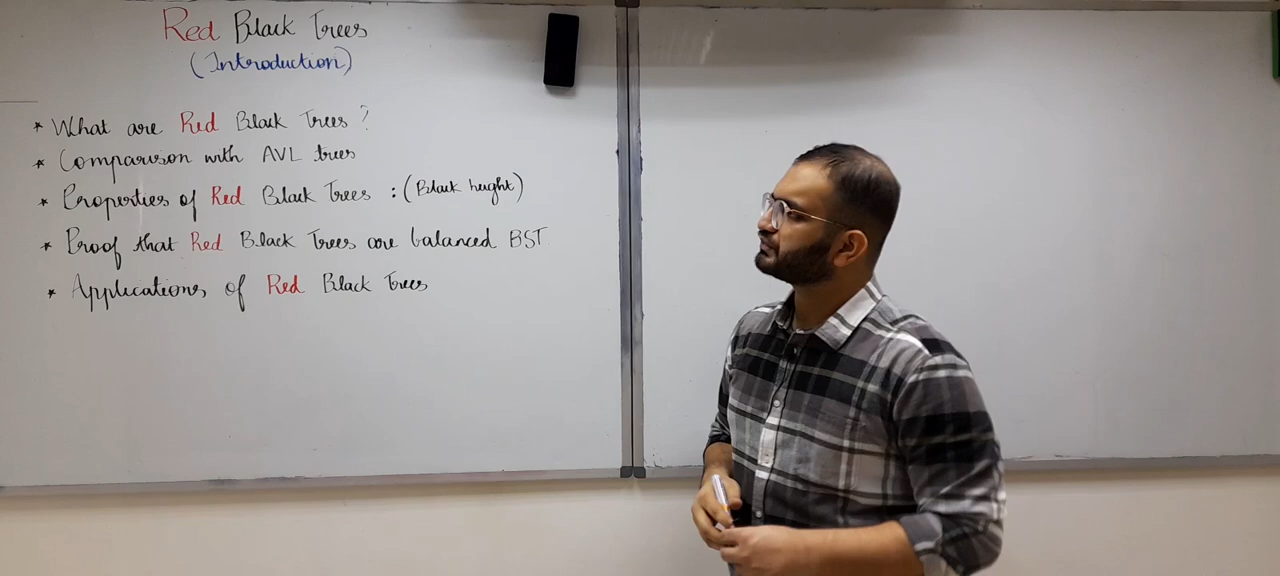 Red Black Trees
(Introduction)
* What are Red Black Trees?
* Comparison with AVL trees
* Properties of Red Black Trees : (Black height)
* Proof that Red Black Trees are balanced BST
* Applications of Red Black Trees